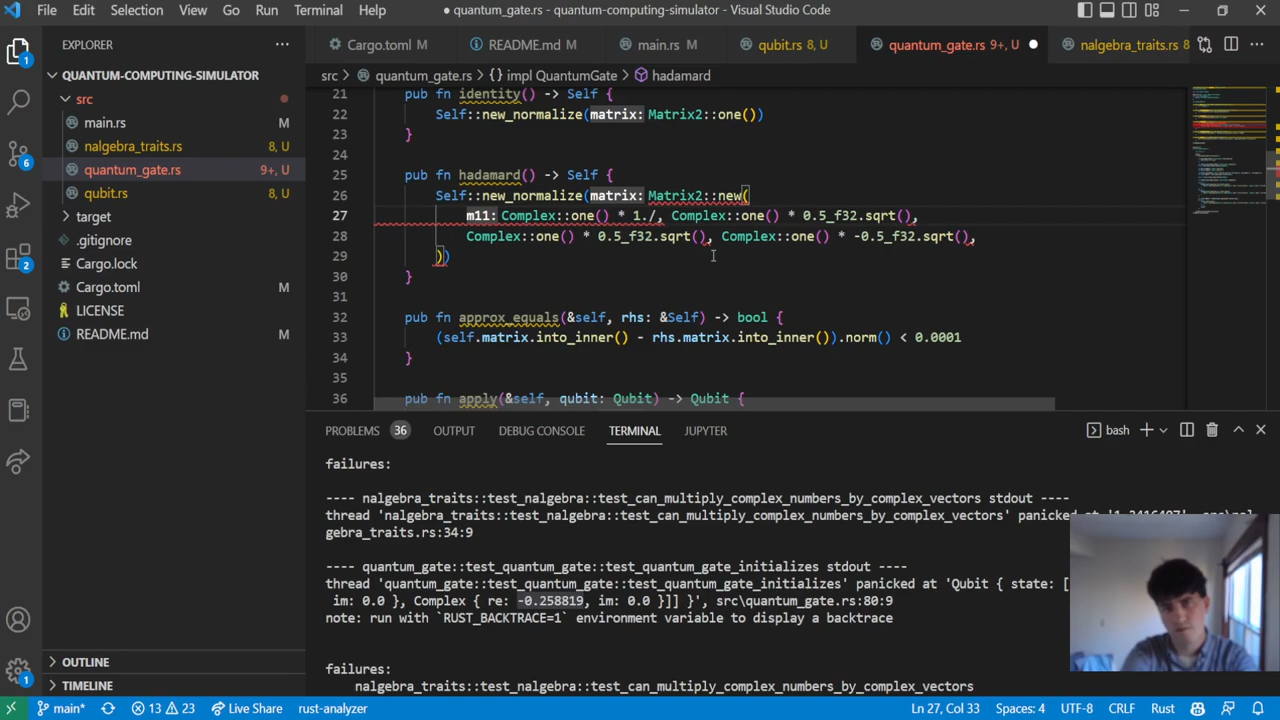 File Edit Selection View Go Run Terminal Help
● quantum_gate.rs - quantum-computing-simulator - Visual Studio Code
EXPLORER
Cargo.toml M
README.md M
main.rs M
qubit.rs 8, U
quantum_gate.rs 9+, U
nalgebra_traits.rs 8, U
src > quantum_gate.rs > {} impl QuantumGate > hadamard
QUANTUM-COMPUTING-SIMULATOR
src
main.rs M
nalgebra_traits.rs 8, U
quantum_gate.rs 9+, U
qubit.rs 8, U
target
.gitignore
Cargo.lock
Cargo.toml M
LICENSE
README.md M
OUTLINE
TIMELINE
1
6
2
1
21 pub fn identity() -> Self {
22 Self::new_normalize(matrix: Matrix2::one())
23 }
24
25 pub fn hadamard() -> Self {
26 Self::new_normalize(matrix: Matrix2::new(
27 m11: Complex::one() * 1./, Complex::one() * 0.5_f32.sqrt(),
28 Complex::one() * 0.5_f32.sqrt(), Complex::one() * -0.5_f32.sqrt(),
29 ))
30 }
31
32 pub fn approx_equals(&self, rhs: &Self) -> bool {
33 (self.matrix.into_inner() - rhs.matrix.into_inner()).norm() < 0.0001
34 }
35
36 pub fn apply(&self, qubit: Qubit) -> Qubit {
PROBLEMS 36 OUTPUT DEBUG CONSOLE TERMINAL JUPYTER
bash
failures:
---- nalgebra_traits::test_nalgebra::test_can_multiply_complex_numbers_by_complex_vectors stdout ----
thread 'nalgebra_traits::test_nalgebra::test_can_multiply_complex_numbers_by_complex_vectors' panicked at
gebra_traits.rs:34:9
---- quantum_gate::test_quantum_gate::test_quantum_gate_initializes stdout ----
thread 'quantum_gate::test_quantum_gate::test_quantum_gate_initializes' panicked at 'Qubit { state: [
im: 0.0 }, Complex { re: -0.258819, im: 0.0 }]] }', src\quantum_gate.rs:80:9
note: run with `RUST_BACKTRACE=1` environment variable to display a backtrace
failures:
nalgebra_traits::test_nalgebra::test_can_multiply_complex_numbers_by_complex_vectors
main* 13 23 Live Share rust-analyzer
Ln 27, Col 33 Spaces: 4 UTF-8 CRLF Rust